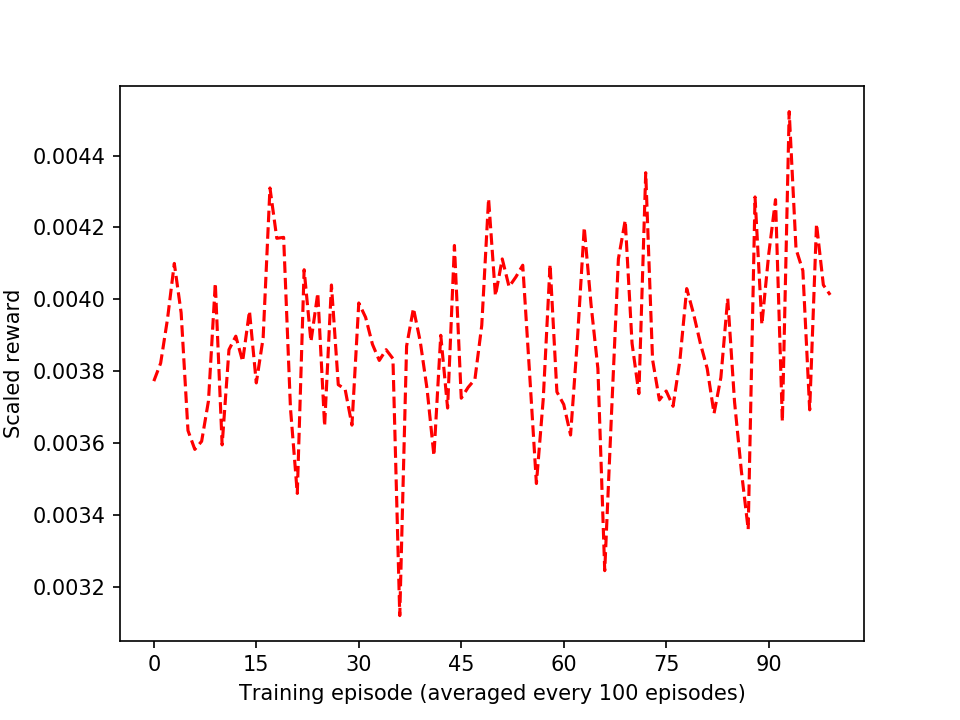 Scaled reward
0.0044
0.0042
0.0040
0.0038
0.0036
0.0034
0.0032
0 15 30 45 60 75 90
Training episode (averaged every 100 episodes)